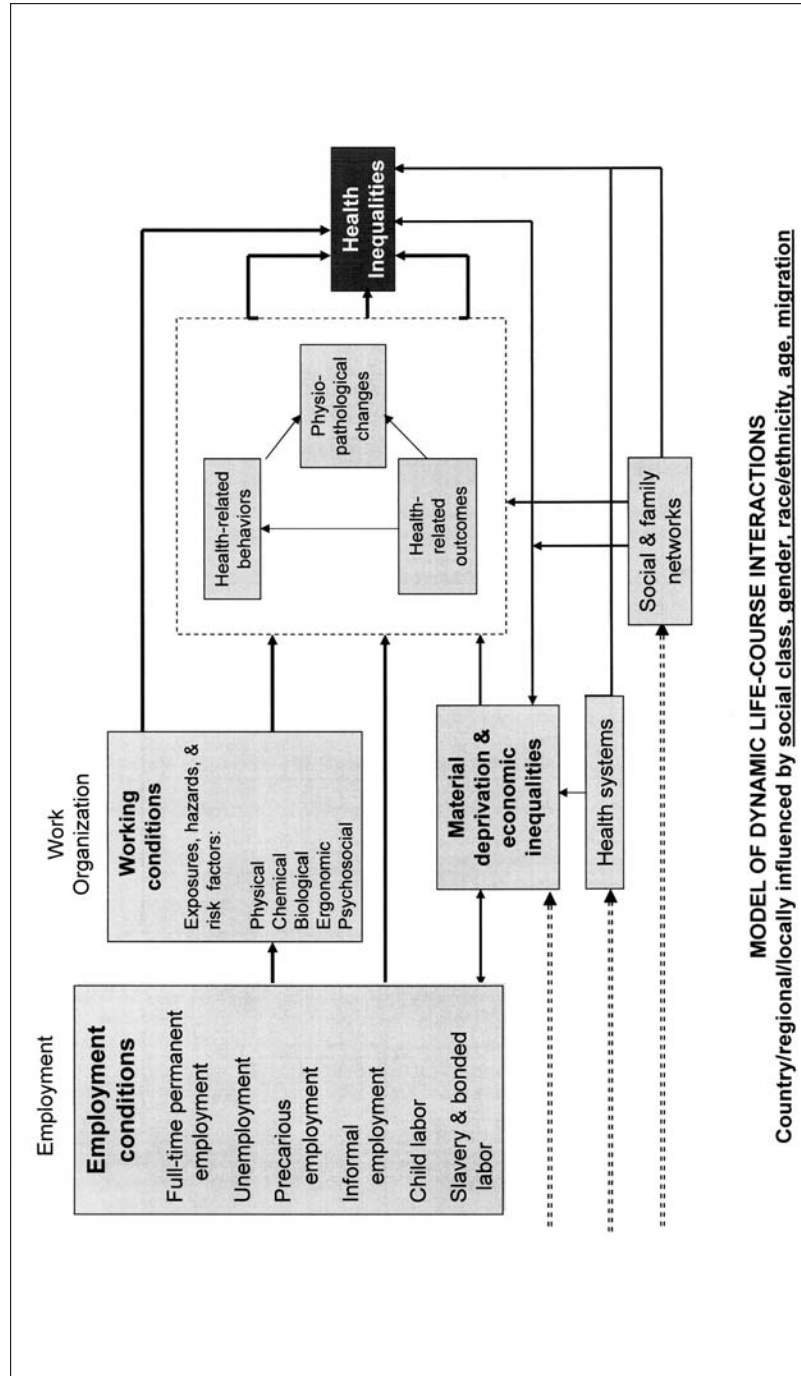 Employment
Employment
conditions
Full-time permanent
employment
Unemployment
Precarious
employment
Informal
employment
Child labor
Slavery & bonded
labor
Work
Organization
Working
conditions
Exposures, hazards, &
risk factors:
Physical
Chemical
Biological
Ergonomic
Psychosocial
Material
deprivation &
economic
inequalities
Health systems
Health-related
behaviors
Physio-
pathological
changes
Health-
related
outcomes
Social & family
networks
Health
Inequalities
MODEL OF DYNAMIC LIFE-COURSE INTERACTIONS
Country/regional/locally influenced by social class, gender, race/ethnicity, age, migration